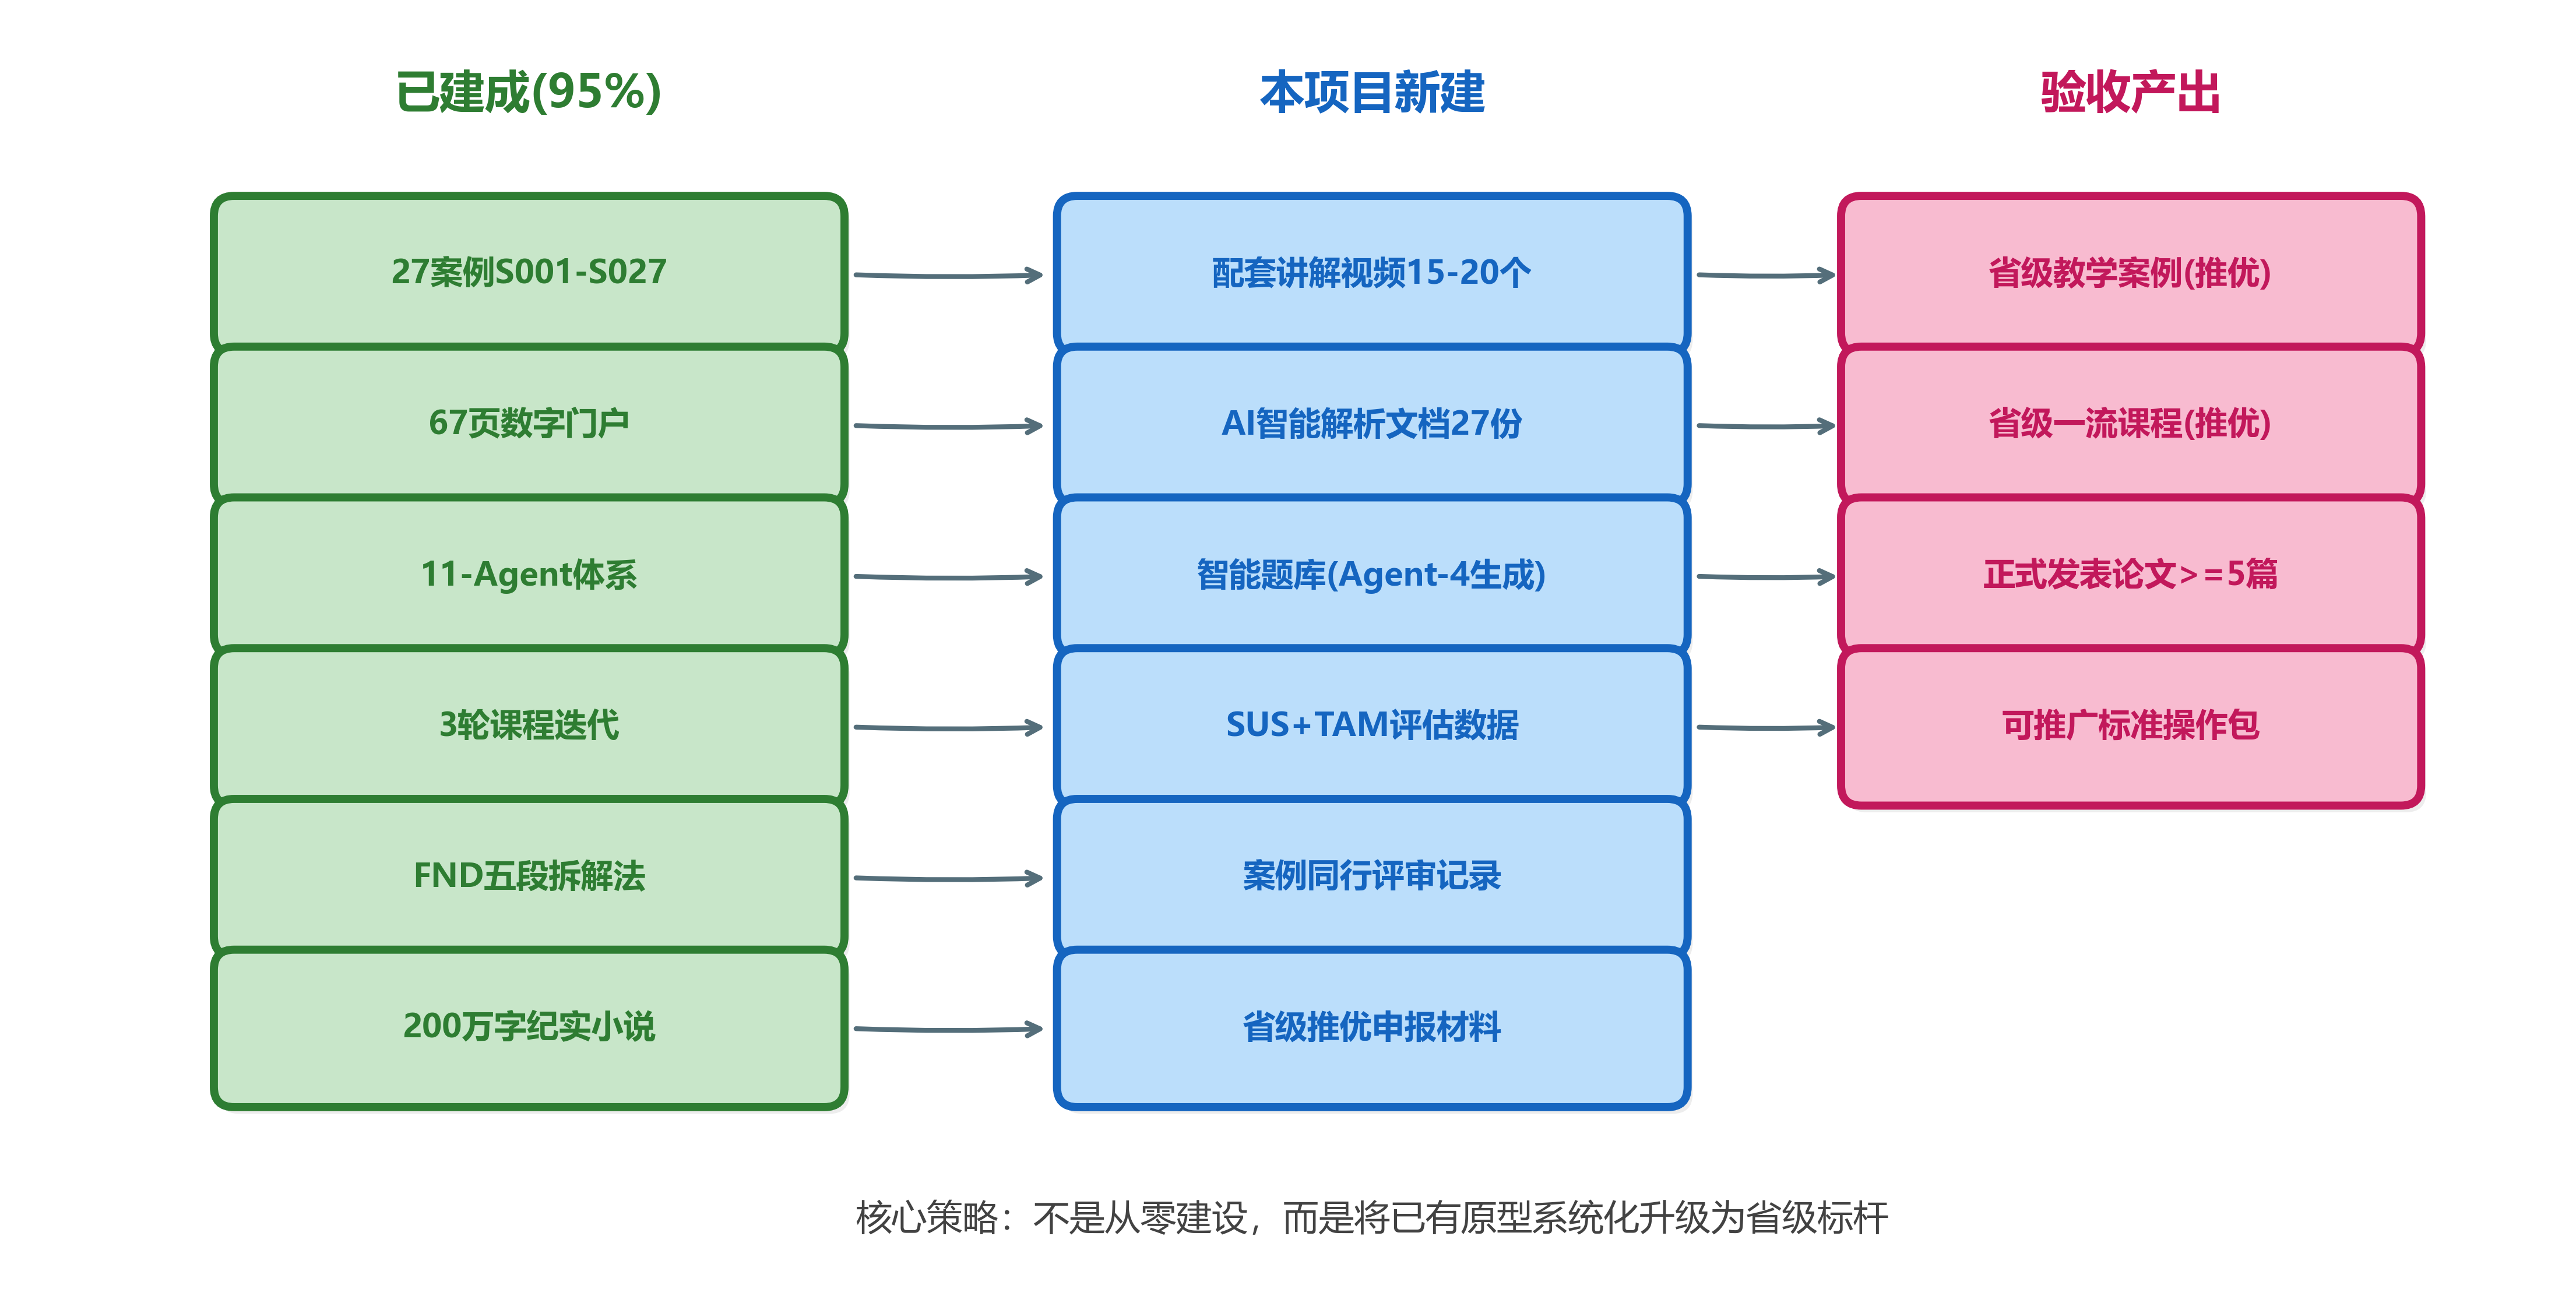 已建成(95%)
本项目新建
验收产出
27案例S001-S027
配套讲解视频15-20个
省级教学案例(推优)
67页数字门户
AI智能解析文档27份
省级一流课程(推优)
11-Agent体系
智能题库(Agent-4生成)
正式发表论文>=5篇
3轮课程迭代
SUS+TAM评估数据
可推广标准操作包
FND五段拆解法
案例同行评审记录
200万字纪实小说
省级推优申报材料
核心策略：不是从零建设，而是将已有原型系统化升级为省级标杆